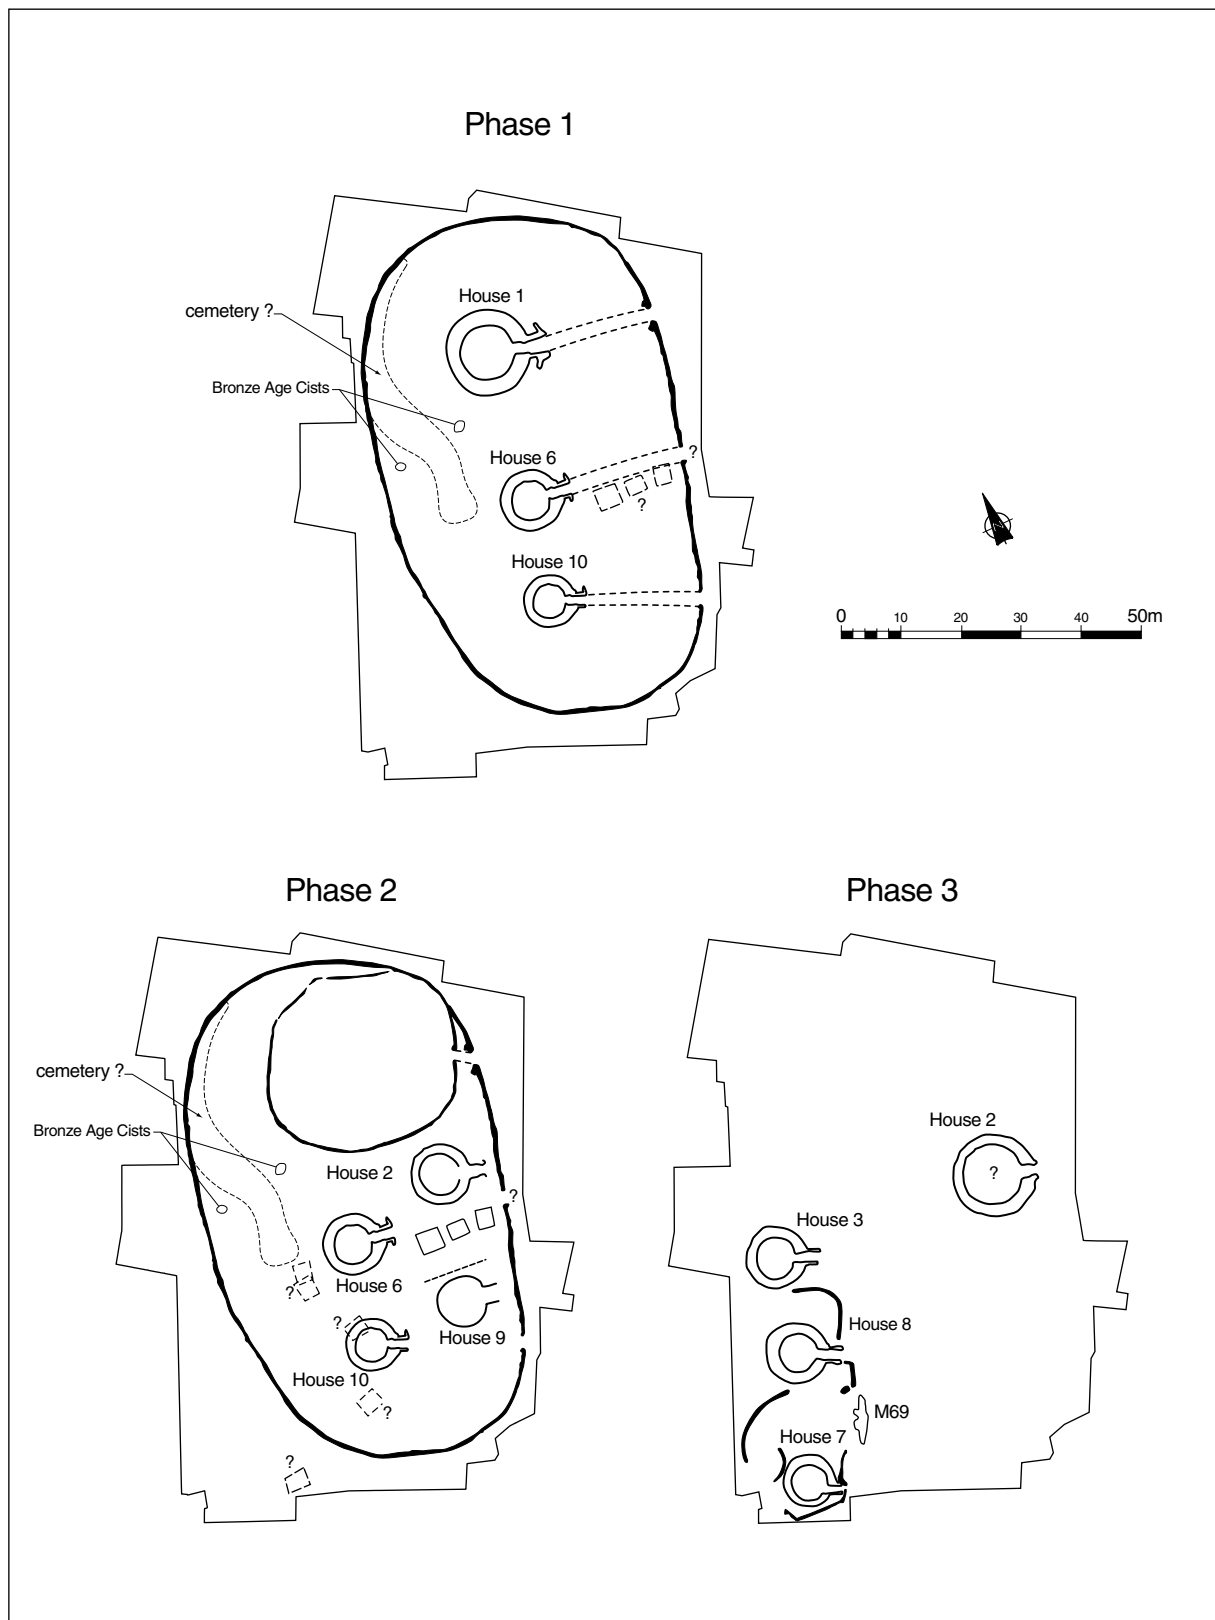 Phase 1
House 1
cemetery ?
Bronze Age Cists
House 6
?
?
House 10
N
0 10 20 30 40 50m
Phase 2
cemetery ?
Bronze Age Cists
House 2
?
House 6
?
?
House 9
House 10
?
?
Phase 3
House 2
?
House 3
House 8
M69
House 7